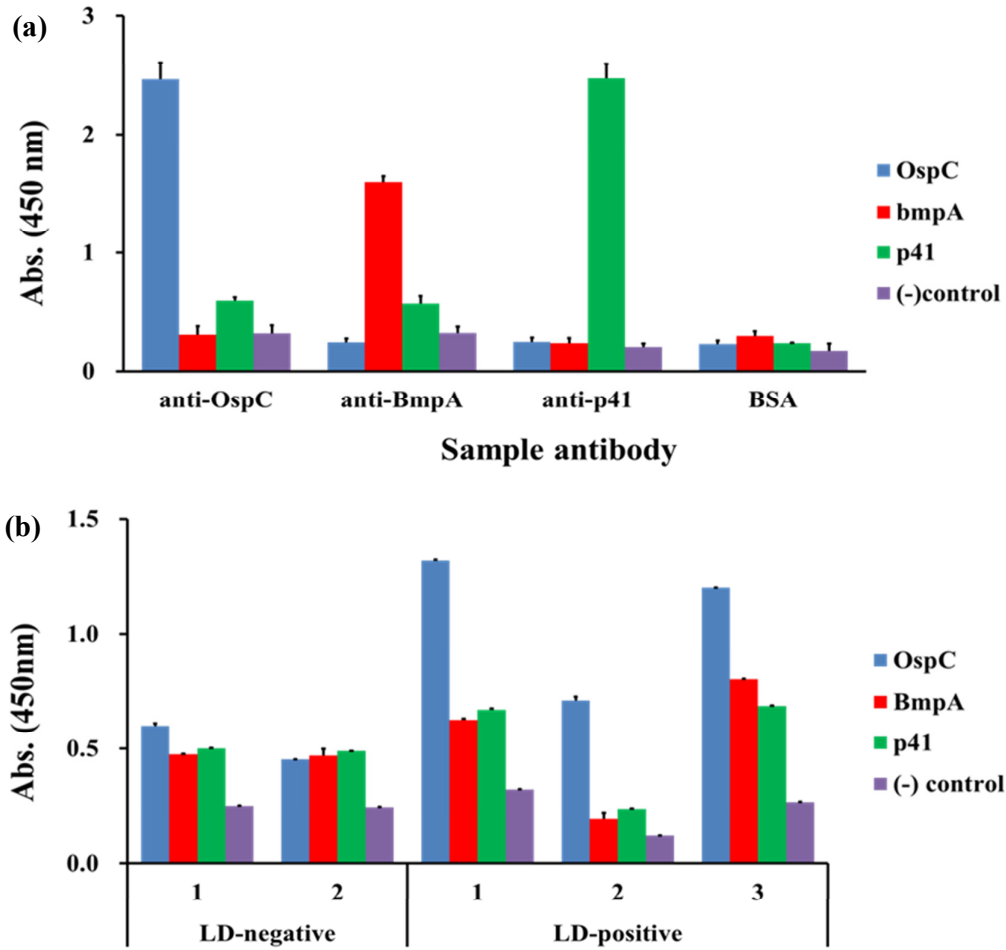 (a)
3
2
1
0
Abs. (450 nm)
anti-OspC anti-BmpA anti-p41 BSA
Sample antibody
OspC
bmpA
p41
(-)control
(b)
1.5
1.0
0.5
0.0
Abs. (450nm)
1 2 1 2 3
LD-negative LD-positive
OspC
BmpA
p41
(-) control